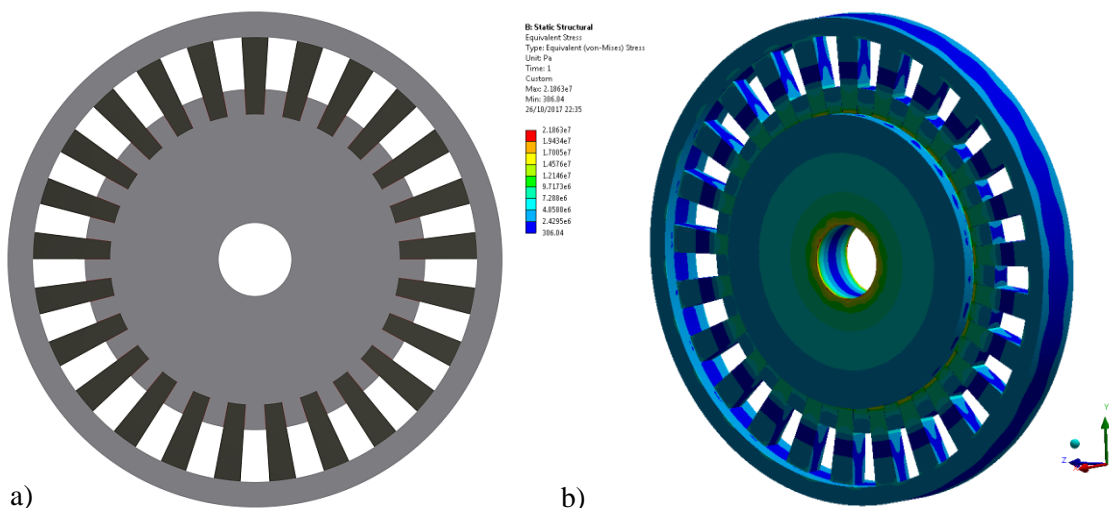 B: Static Structural
Equivalent Stress
Type: Equivalent (von-Mises) Stress
Unit: Pa
Time: 1
Custom
Max: 2.1863e7
Min: 306.04
26/10/2017 22:35
2.1863e7
1.9434e7
1.7005e7
1.4576e7
1.2146e7
9.7173e6
7.288e6
4.8588e6
2.4295e6
306.04
Y
Z
X
a)
b)